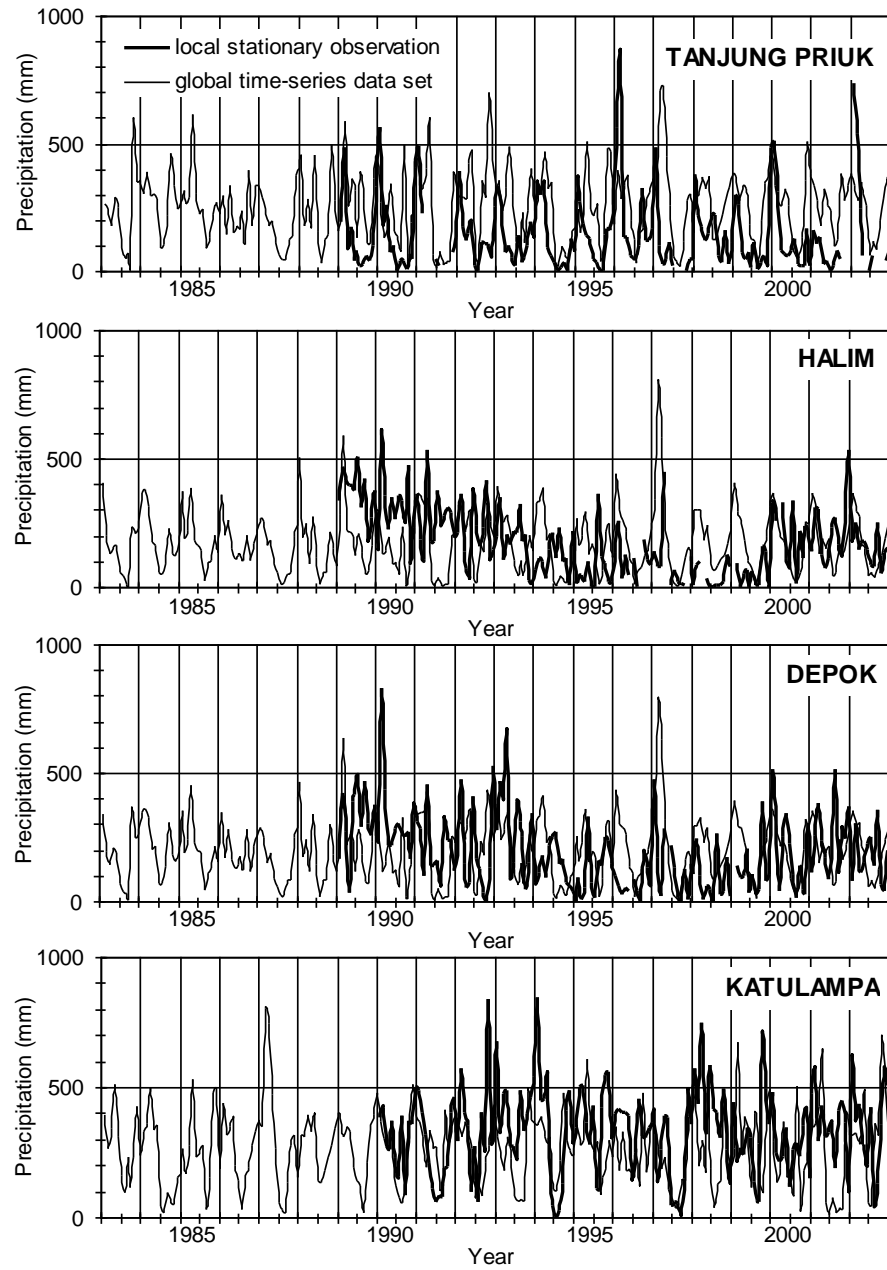 1000
local stationary observation
TANJUNG PRIUK
global time-series data set
500
Precipitation (mm)
0
1985 1990 1995 2000
Year
1000
HALIM
500
Precipitation (mm)
0
1985 1990 1995 2000
Year
1000
DEPOK
500
Precipitation (mm)
0
1985 1990 1995 2000
Year
1000
KATULAMPA
500
Precipitation (mm)
0
1985 1990 1995 2000
Year